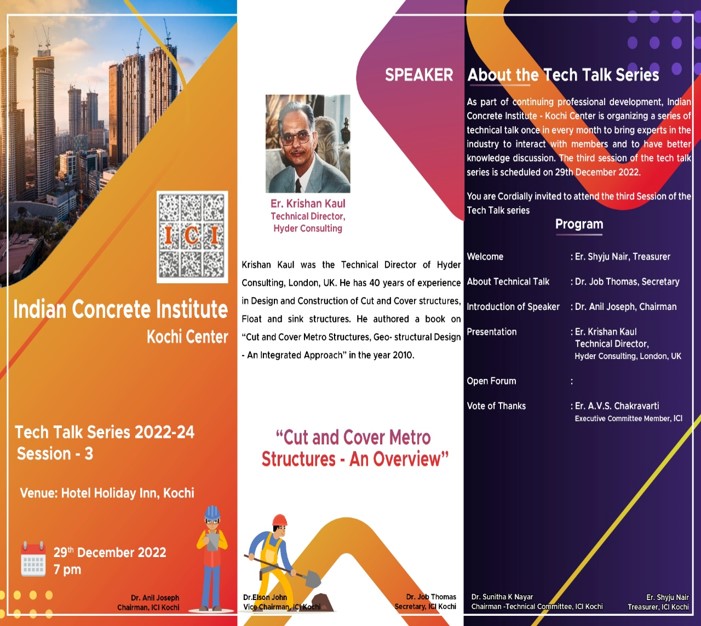 I C I
Indian Concrete Institute
Kochi Center
Tech Talk Series 2022-24
Session - 3
Venue: Hotel Holiday Inn, Kochi
29th December 2022
7 pm
Dr. Anil Joseph
Chairman, ICI Kochi
SPEAKER
Er. Krishan Kaul
Technical Director,
Hyder Consulting
Krishan Kaul was the Technical Director of Hyder
Consulting, London, UK. He has 40 years of experience
in Design and Construction of Cut and Cover structures,
Float and sink structures. He authored a book on
“Cut and Cover Metro Structures, Geo- structural Design
- An Integrated Approach” in the year 2010.
“Cut and Cover Metro
Structures - An Overview”
Dr.Elson John
Vice Chairman, ICI Kochi
Dr. Job Thomas
Secretary, ICI Kochi
About the Tech Talk Series
As part of continuing professional development, Indian
Concrete Institute - Kochi Center is organizing a series of
technical talk once in every month to bring experts in the
industry to interact with members and to have better
knowledge discussion. The third session of the tech talk
series is scheduled on 29th December 2022.
You are Cordially invited to attend the third Session of the
Tech Talk series
Program
Welcome : Er. Shyju Nair, Treasurer
About Technical Talk : Dr. Job Thomas, Secretary
Introduction of Speaker : Dr. Anil Joseph, Chairman
Presentation : Er. Krishan Kaul
Technical Director,
Hyder Consulting, London, UK
Open Forum :
Vote of Thanks : Er. A.V.S. Chakravarti
Executive Committee Member, ICI
Dr. Sunitha K Nayar
Chairman -Technical Committee, ICI Kochi
Er. Shyju Nair
Treasurer, ICI Kochi